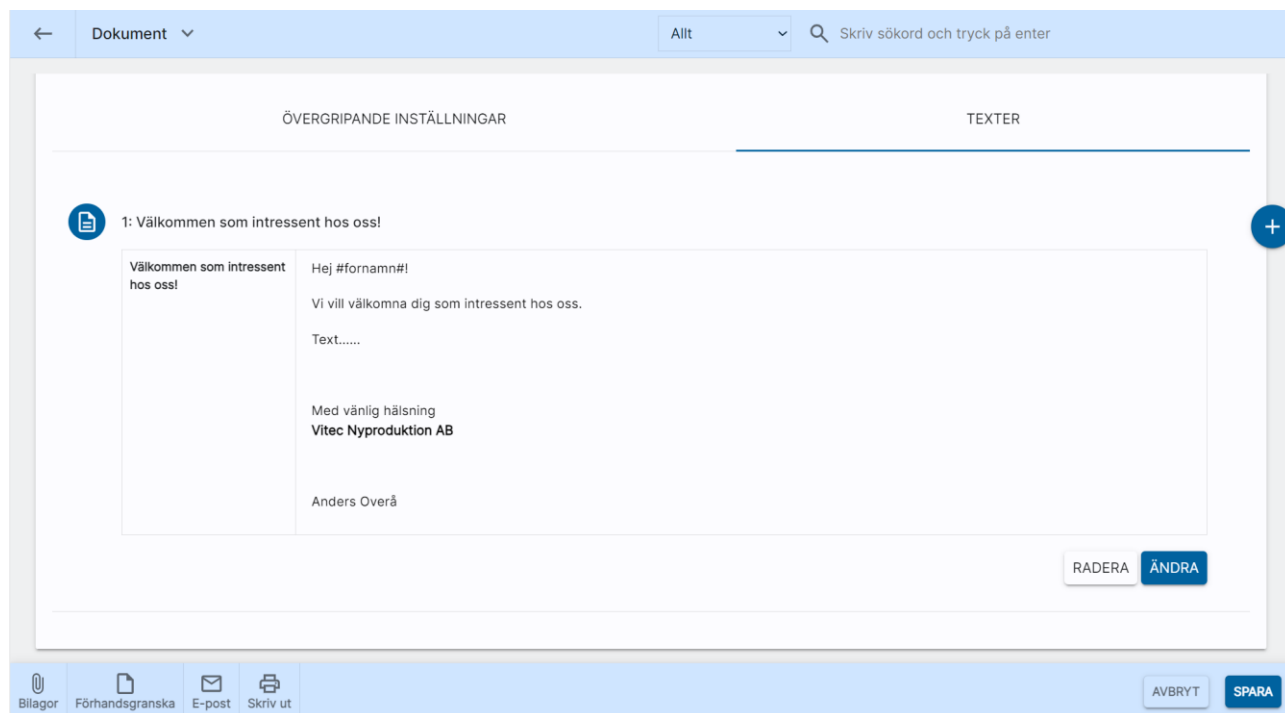 Dokument
Allt
Skriv sökord och tryck på enter
ÖVERGRIPANDE INSTÄLLNINGAR
TEXTER
1: Välkommen som intressent hos oss!
Välkommen som intressent
hos oss!
Hej #fornamn#!
Vi vill välkomna dig som intressent hos oss.
Text......
Med vänlig hälsning
Vitec Nyproduktion AB
Anders Overå
RADERA
ÄNDRA
Bilagor
Förhandsgranska
E-post
Skriv ut
AVBRYT
SPARA